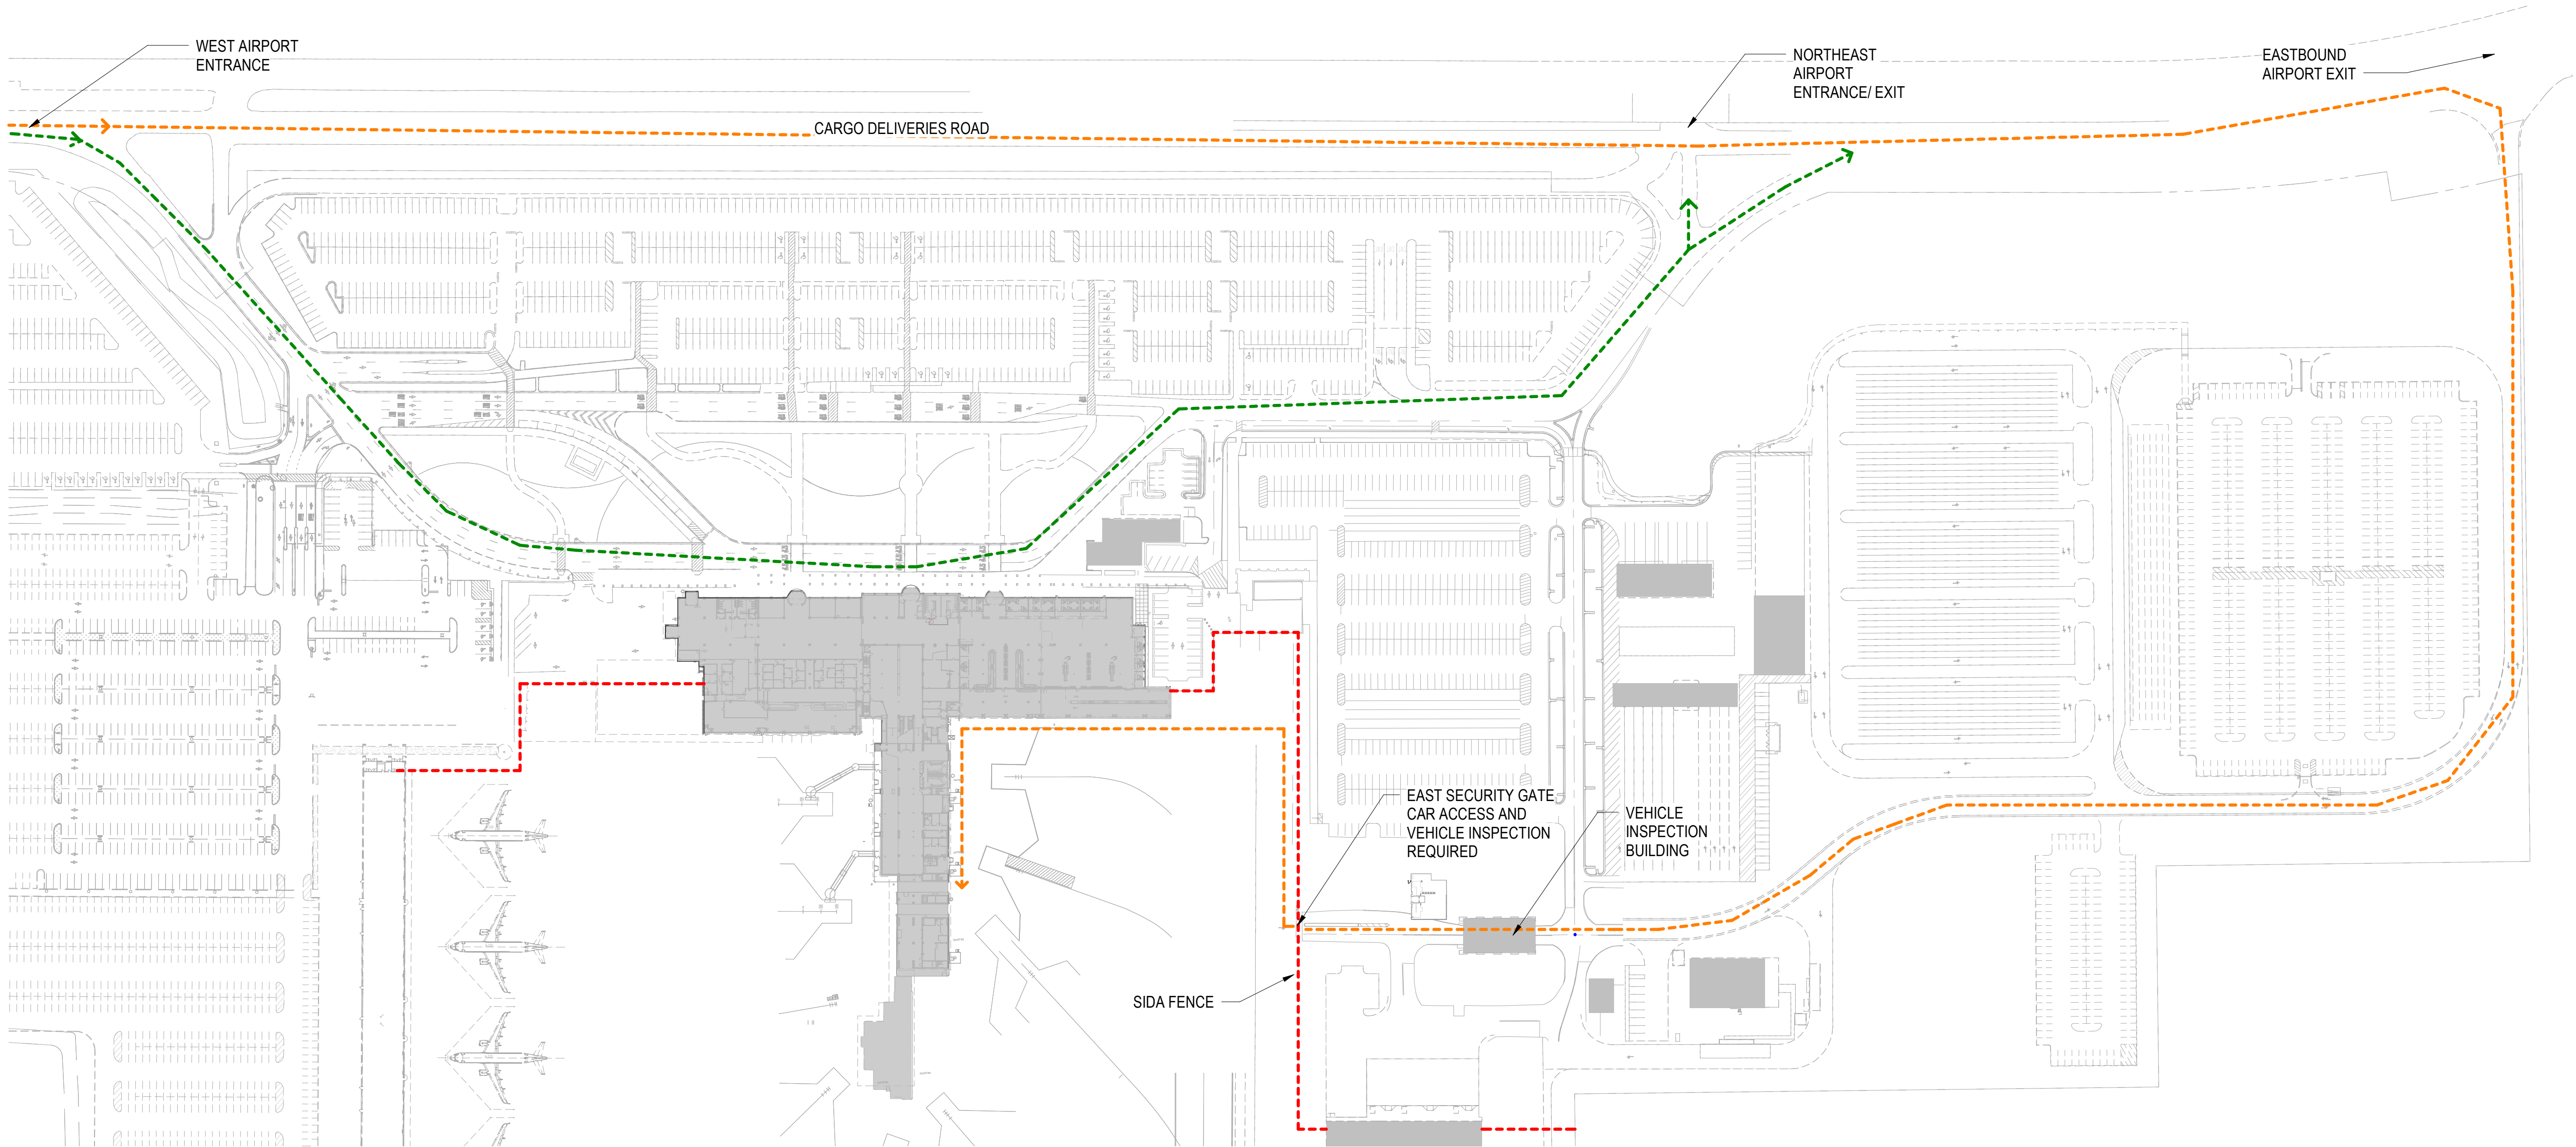 WEST AIRPORT
ENTRANCE
NORTHEAST
AIRPORT
ENTRANCE/ EXIT
EASTBOUND
AIRPORT EXIT
CARGO DELIVERIES ROAD
EAST SECURITY GATE
CAR ACCESS AND
VEHICLE INSPECTION
REQUIRED
VEHICLE
INSPECTION
BUILDING
SIDA FENCE